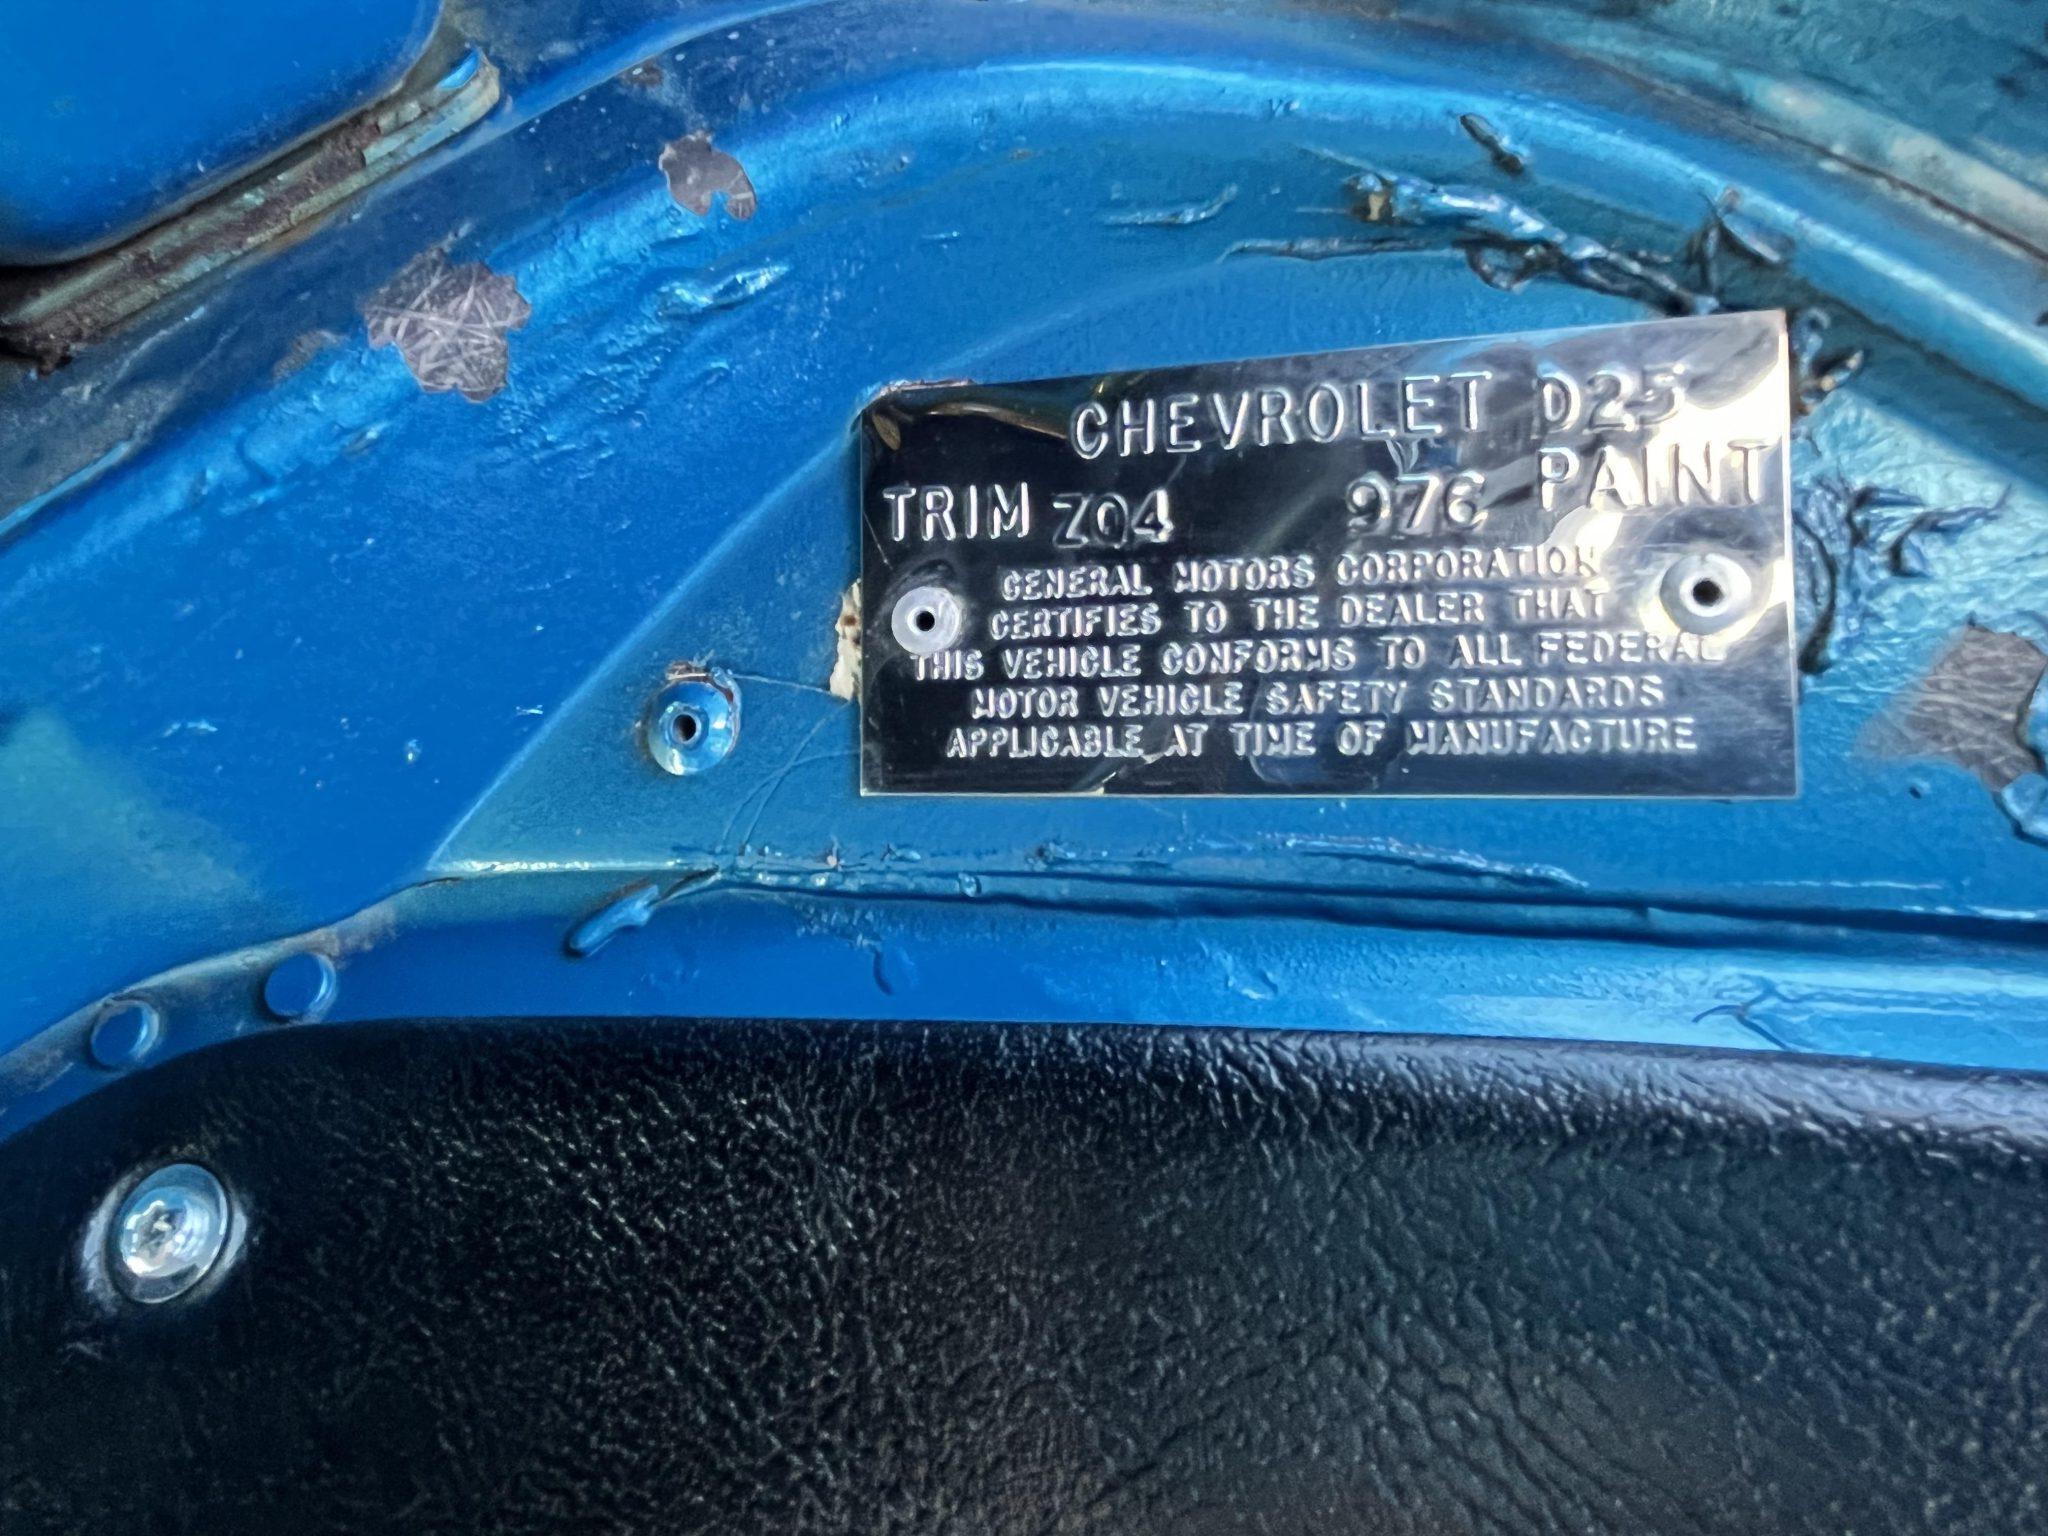 CHEVROLET D25
TRIM ZQ4 976 PAINT
GENERAL MOTORS CORPORATION
CERTIFIES TO THE DEALER THAT
THIS VEHICLE CONFORMS TO ALL FEDERAL
MOTOR VEHICLE SAFETY STANDARDS
APPLICABLE AT TIME OF MANUFACTURE